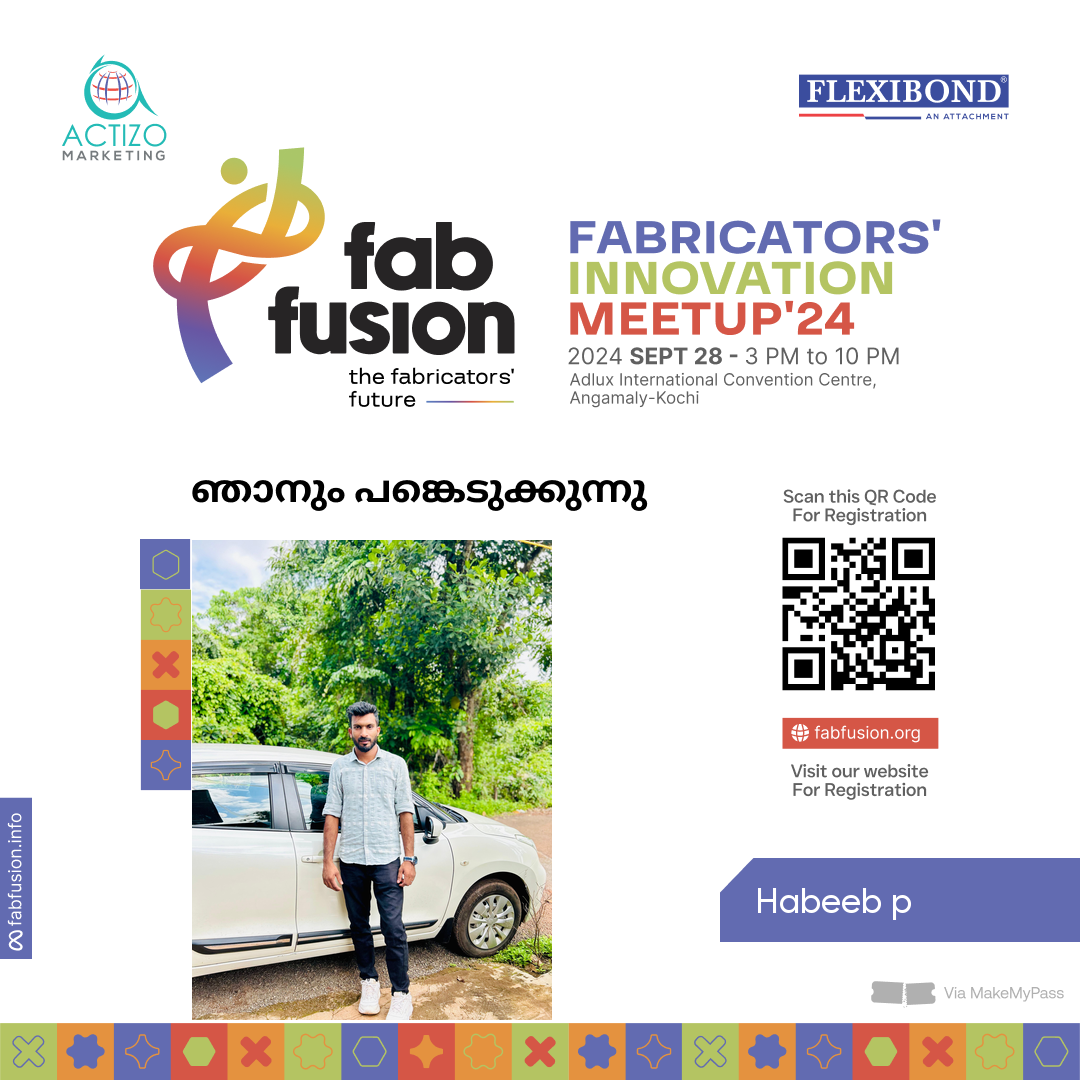 ACTIZO
MARKETING
FLEXIBOND®
AN ATTACHMENT
fab
fusion
the fabricators'
future
FABRICATORS'
INNOVATION
MEETUP'24
2024 SEPT 28 - 3 PM to 10 PM
Adlux International Convention Centre,
Angamaly-Kochi
ഞാനും പങ്കെടുക്കുന്നു
Scan this QR Code
For Registration
fabfusion.org
Visit our website
For Registration
fabfusion.info
Habeeb p
Via MakeMyPass